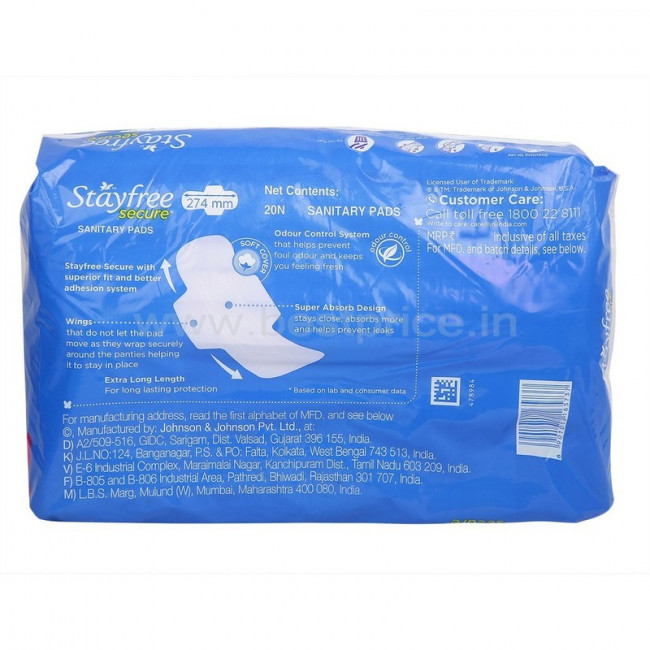 Stayfree
secure
274 mm
SANITARY PADS
Net Contents:
20N SANITARY PADS
Licensed User of Trademark
® &TM, Trademark of Johnson & Johnson, U.S.A.
Customer Care:
Call toll free 1800 22 8111
MRP ₹ Inclusive of all taxes
For MFD. and batch details, see below.
SOFT COVER
Odour Control System
that helps prevent
foul odour and keeps
you feeling fresh
odour control
Stayfree Secure with
superior fit and better
adhesion system
Super Absorb Design
stays close, absorbs more
and helps prevent leaks
Wings
that do not let the pad
move as they wrap securely
around the panties helping
it to stay in place
Extra Long Length
For long lasting protection
* Based on lab and consumer data
478984
For manufacturing address, read the first alphabet of MFD. and see below
Manufactured by: Johnson & Johnson Pvt. Ltd., at:
D) A2/509-516, GIDC, Sarigam, Dist. Valsad, Gujarat 396 155, India.
K) J.L.NO:124, Banganagar, P.S. & PO: Falta, Kolkata, West Bengal 743 513, India.
V) E-6 Industrial Complex, Maraimalai Nagar, Kanchipuram Dist., Tamil Nadu 603 209, India.
F) B-805 and B-806 Industrial Area, Pathredi, Bhiwadi, Rajasthan 301 707, India.
M) L.B.S. Marg, Mulund (W), Mumbai, Maharashtra 400 080, India.